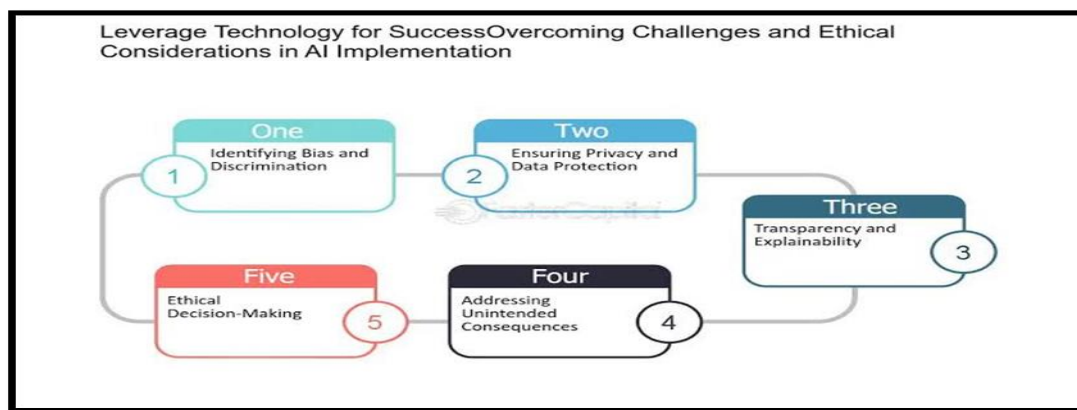 Leverage Technology for SuccessOvercoming Challenges and Ethical
Considerations in AI Implementation
One
Identifying Bias and
Discrimination
1
Two
Ensuring Privacy and
Data Protection
2
Three
Transparency and
Explainability
3
Four
Addressing
Unintended
Consequences
4
Five
Ethical
Decision-Making
5